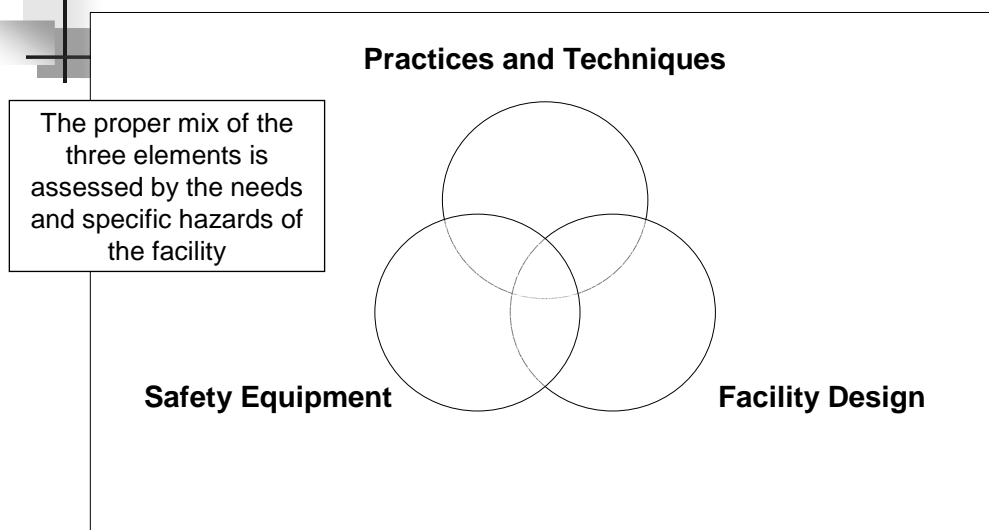 Practices and Techniques
The proper mix of the
three elements is
assessed by the needs
and specific hazards of
the facility
Safety Equipment
Facility Design